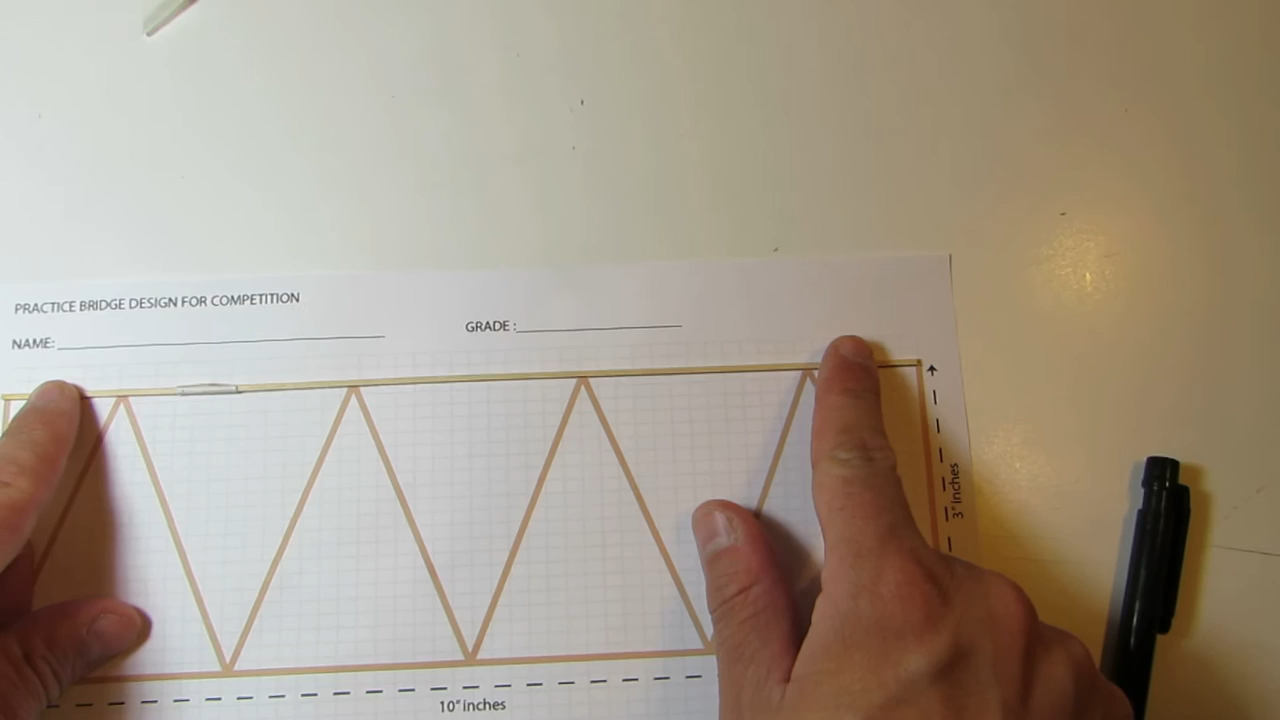 PRACTICE BRIDGE DESIGN FOR COMPETITION
NAME:
GRADE :
3" inches
10" inches